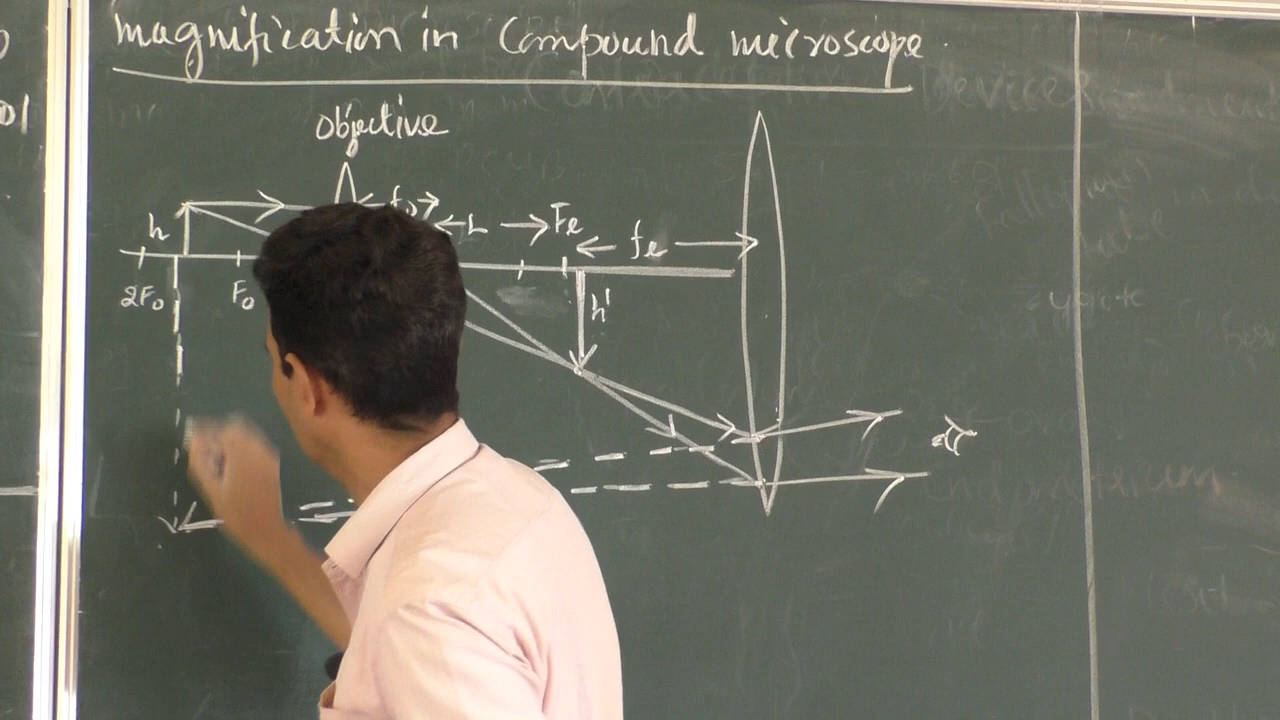 magnification in Compound microscope.
objective
h fo L Fe fe
2Fo Fo h'